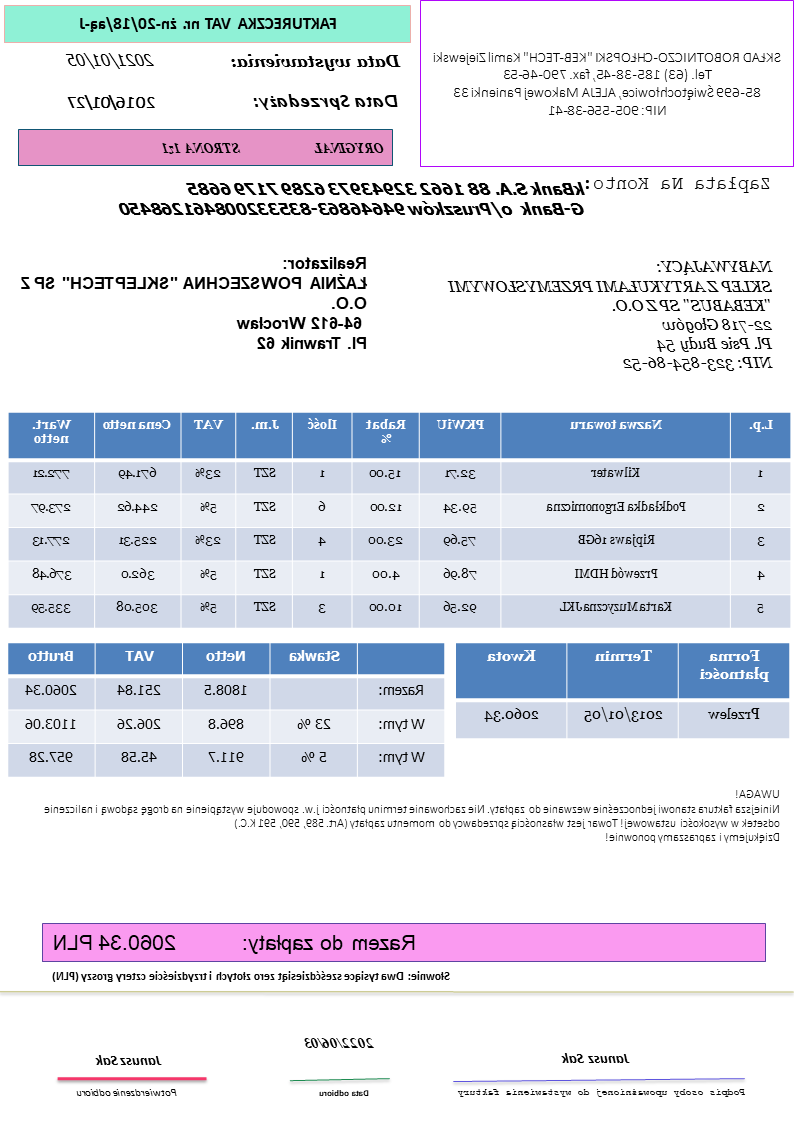 SKŁAD ROBOTNICZO-CHŁOPSKI "KEB-TECH" Kamil Ziemkiejewski
Tel. (63) 185-38-45, fax. 790-46-53
85-699 Świętochłowice, ALEJA Makowej Panienki 33
NIP: 905-556-38-41
FAKTURECZKA VAT nr. żn-20/18/ąą-J
Data wystawienia: 2021/01/05
Data Sprzedaży: 2016/01/27
ORYGINAŁ STRONA 1z1
Zapłata Na Konto: kBank S.A. 88 1662 32943973 6289 7179 6685
G- Bank o/Pruszków 94646863-835332008461268450
NABYWAJĄCY:
SKLEP Z ARTYKUŁAMI PRZEMYSŁOWYMI
"KEBABUS" SP Z O.O.
22-718 Głogów
Pl. Psie Budy 54
NIP: 323-854-86-52
Realizator:
ŁAŹNIA POWSZECHNA "SKLEPTECH" SP Z
O.O.
64-612 Wrocław
Pl. Trawnik 62
L.p. Nazwa towaru PKWiU Rabat % Ilość J.m. VAT Cena netto Wart. netto
1 Kilwater 32.71 15.00 1 SZT 23% 671.49 772.21
2 Podkładka Ergonomiczna 59.34 12.00 6 SZT 5% 244.62 273.97
3 Ripjaws 16GB 75.69 23.00 4 SZT 23% 225.31 277.13
4 Przewód HDMI 78.96 4.00 1 SZT 5% 362.0 376.48
5 Karta Muzyczna JKL 92.56 10.00 3 SZT 5% 305.08 335.59
Forma płatności Termin Kwota
Przelew 2013/01/05 2060.34
Stawka Netto VAT Brutto
Razem: 1808.5 251.84 2060.34
W tym: 23 % 896.8 206.26 1103.06
W tym: 5 % 911.7 45.58 957.28
UWAGA!
Niniejsza faktura stanowi jednocześnie wezwanie do zapłaty. Nie zachowanie terminu płatności j.w. spowoduje wystąpienie na drogę sądową i naliczenie
odsetek w wysokości ustawowej! Towar jest własnością sprzedawcy do momentu zapłaty (Art. 589, 590, 591 K.C.)
Dziękujemy i zapraszamy ponownie!
Razem do zapłaty: 2060.34 PLN
Słownie: Dwa tysiące sześćdziesiąt zero złotych i trzydzieście cztery groszy (PLN)
Janusz Sak
Podpis osoby upoważnionej do wystawienia faktury
2022/06/03
Data odbioru
Janusz Sak
Potwierdzenie odbioru